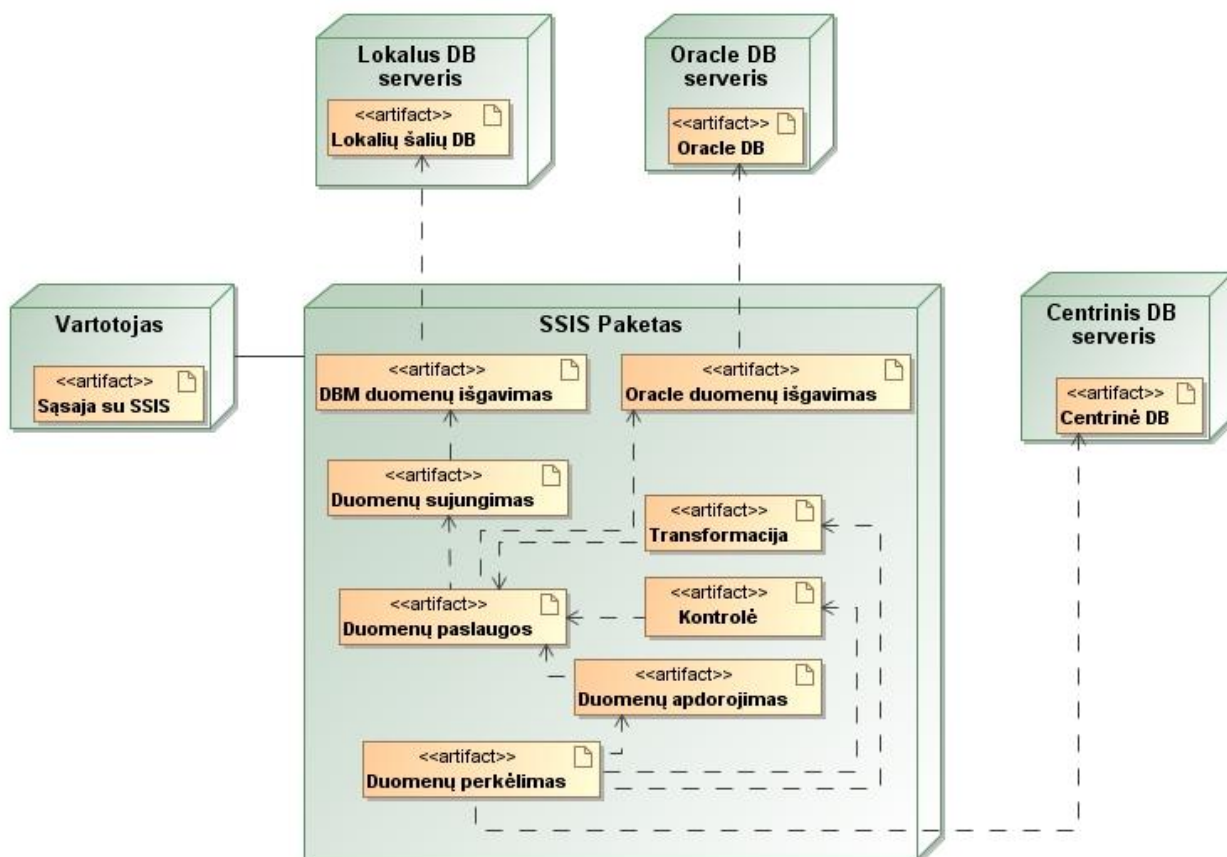 Lokalus DB
serveris
<<artifact>>
Lokalių šalių DB
Oracle DB
serveris
<<artifact>>
Oracle DB
Vartotojas
<<artifact>>
Sąsaja su SSIS
SSIS Paketas
<<artifact>>
DBM duomenų išgavimas
<<artifact>>
Oracle duomenų išgavimas
<<artifact>>
Duomenų sujungimas
<<artifact>>
Transformacija
<<artifact>>
Duomenų paslaugos
<<artifact>>
Kontrolė
<<artifact>>
Duomenų apdorojimas
<<artifact>>
Duomenų perkėlimas
Centrinis DB
serveris
<<artifact>>
Centrinė DB